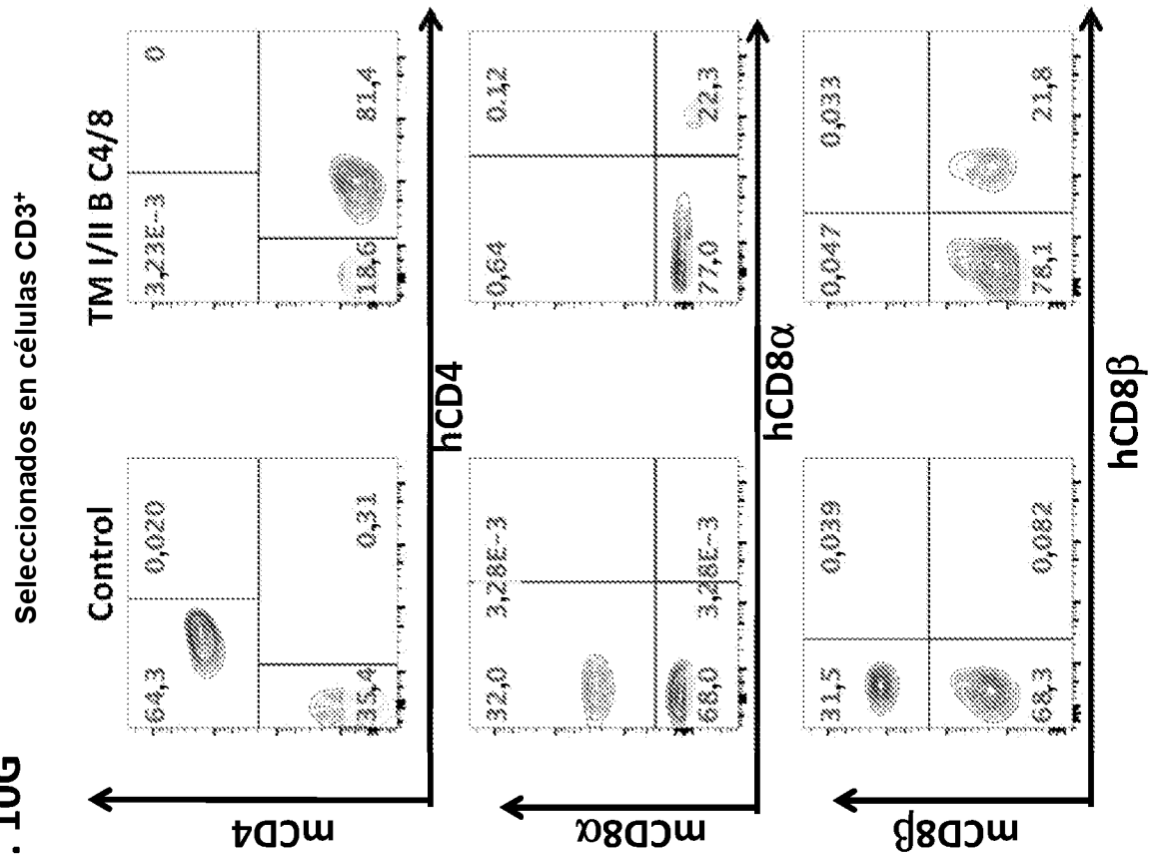 . 10G
Seleccionados en células CD3+
Control
TM I/II B C4/8
64,3
0,020
35,4
0,31
3,23E-3
0
18,6
81,4
mCD4
hCD4
32,0
3,28E-3
68,0
3,28E-3
0,64
0.12
77,0
22,3
mCD8α
hCD8α
31,5
0,039
68,3
0,082
0,047
0,033
78,1
21,8
mCD8β
hCD8β